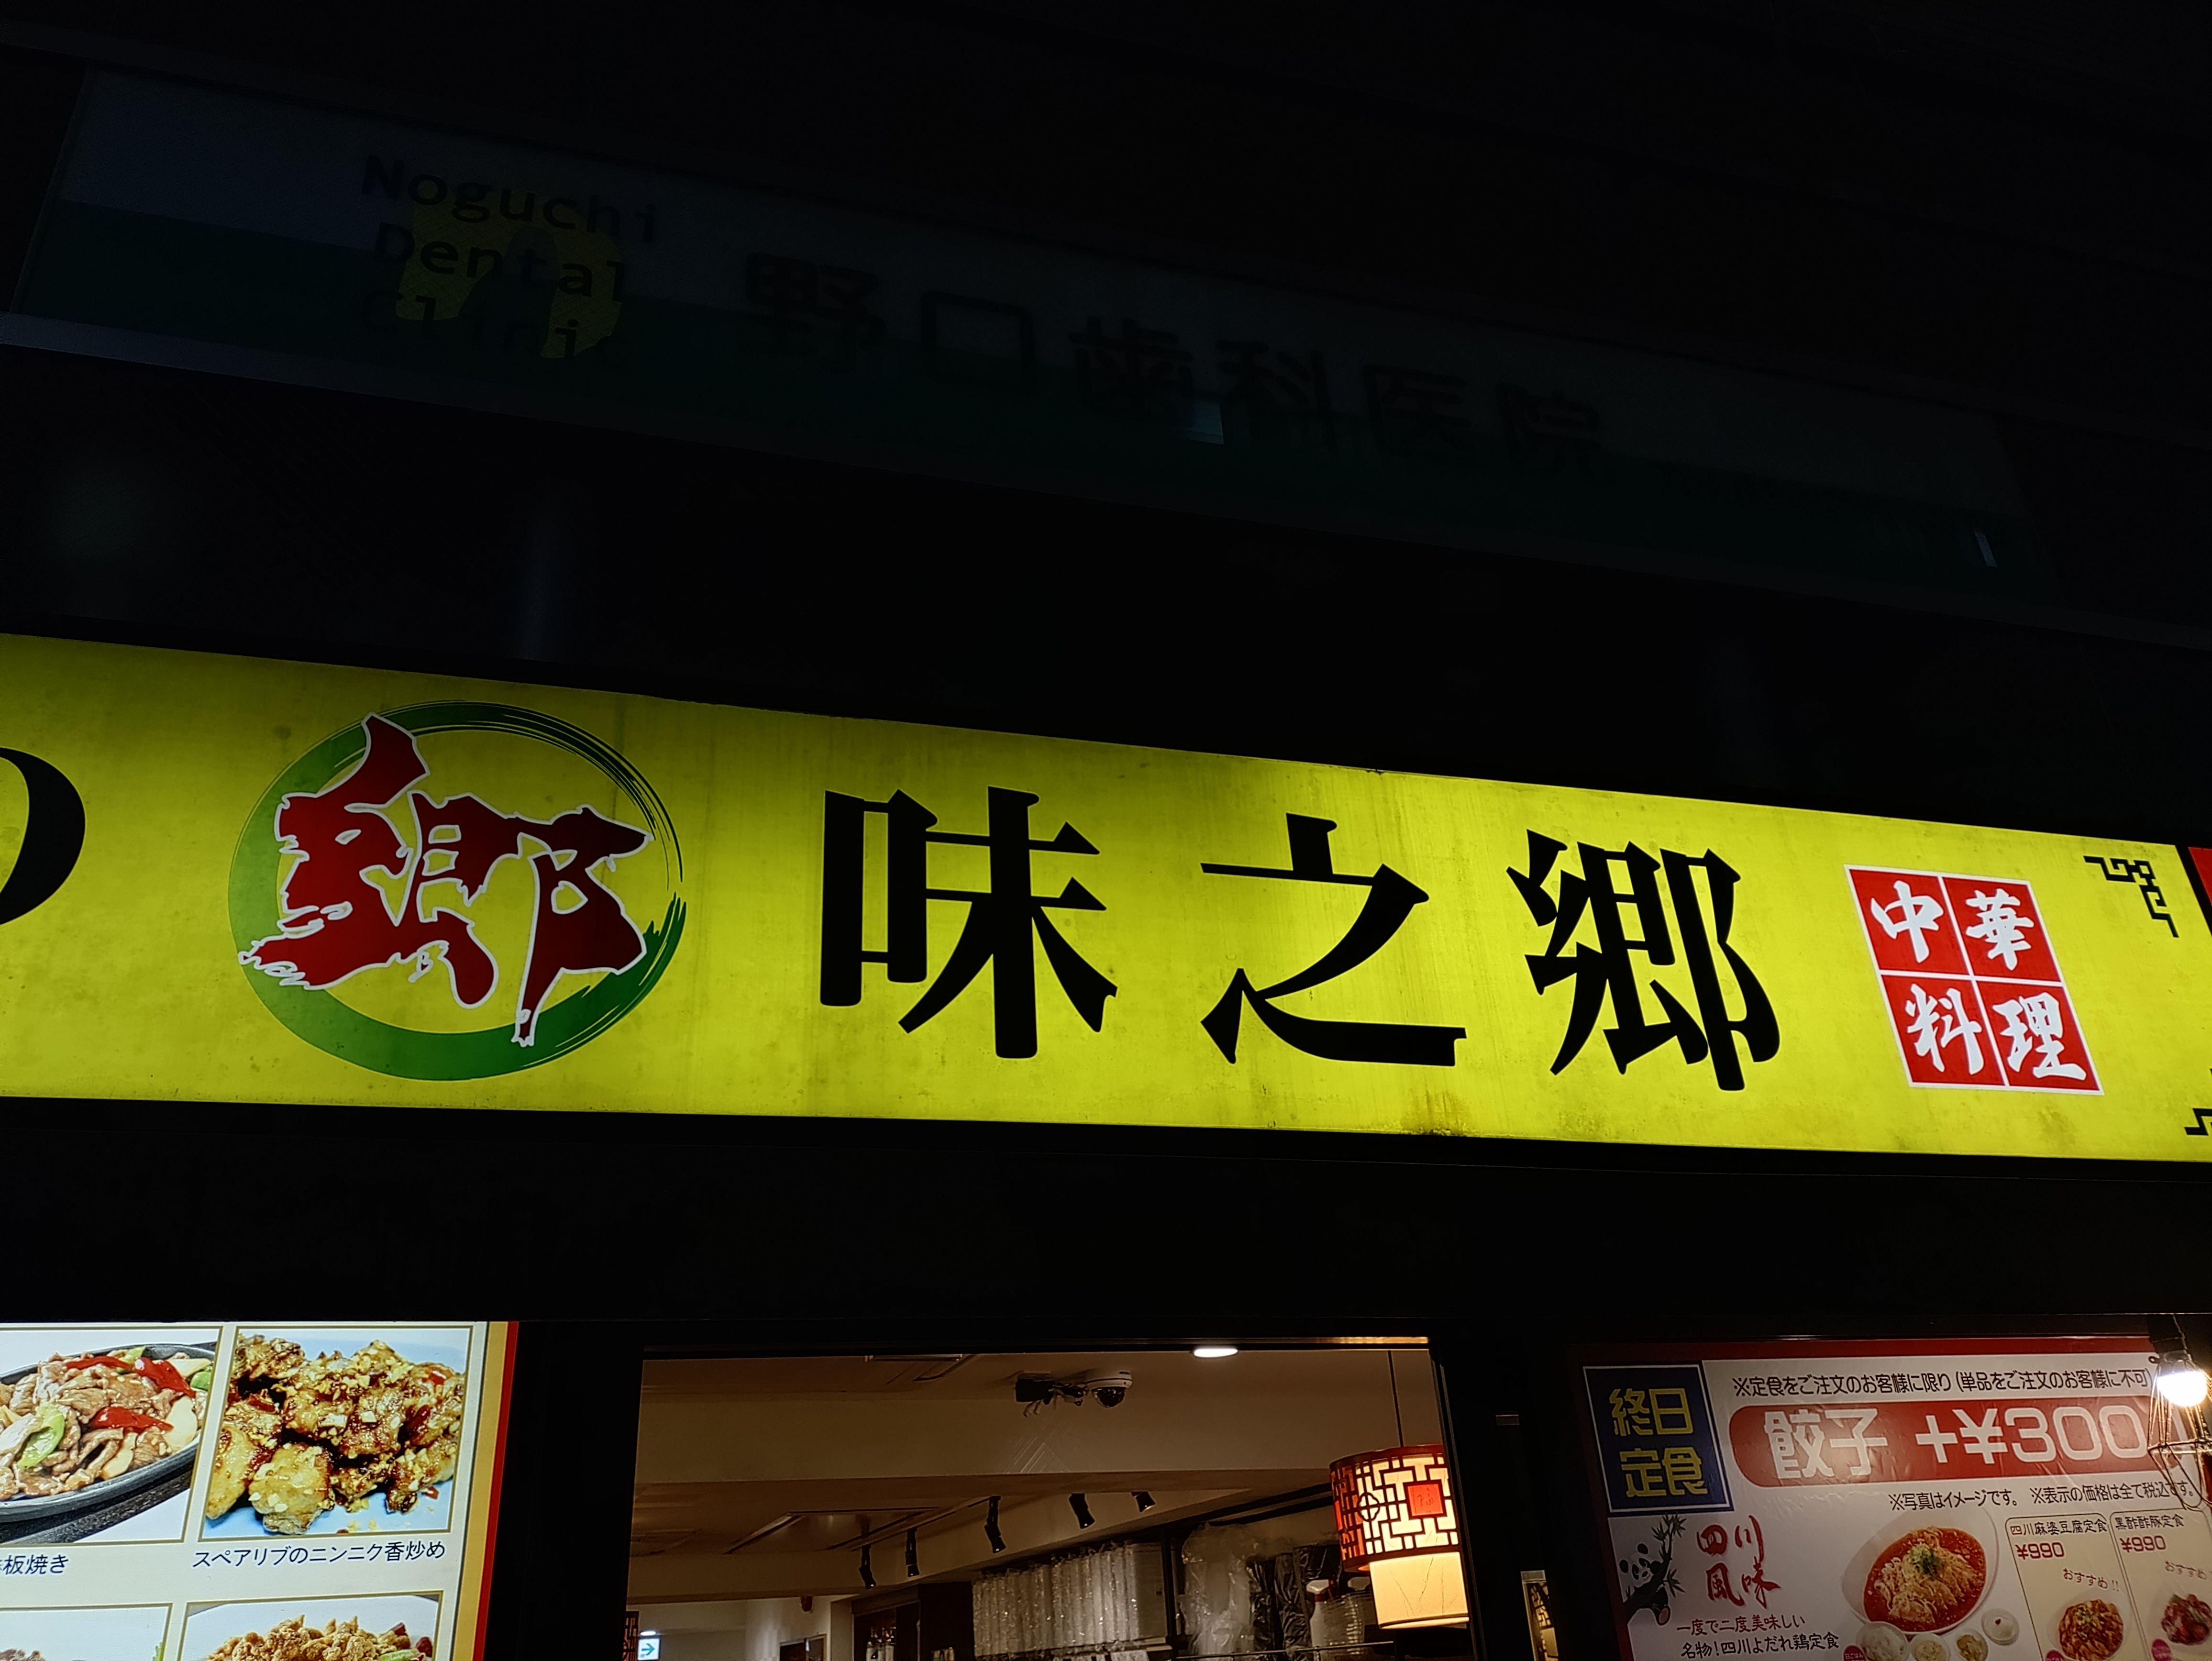 Noguchi
Dental
Clinic
野口歯科医院
の
郷
味之郷
中華
料理
板焼き
スペアリブのニンニク香炒め
終日
定食
※定食をご注文のお客様に限り(単品をご注文のお客様に不可)
餃子 +¥300
※写真はイメージです。 ※表示の価格は全て税込です。
四川
風味
一度で二度美味しい
名物!四川よだれ鶏定食
四川麻婆豆腐定食
¥990
おすすめ!!
黒酢酢豚定食
¥990
おすすめ